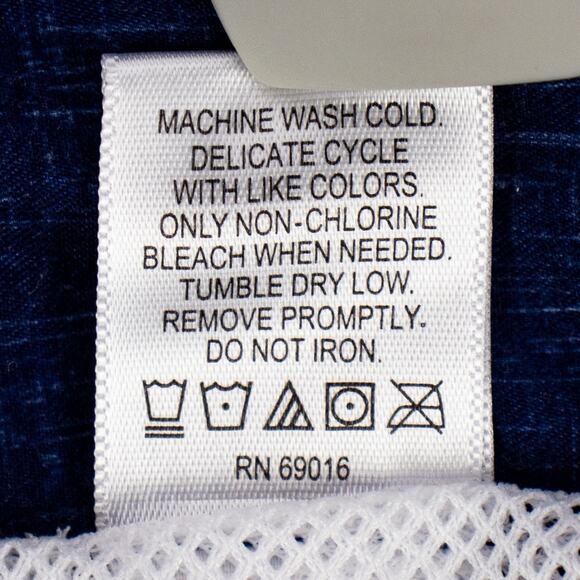 MACHINE WASH COLD.
DELICATE CYCLE
WITH LIKE COLORS.
ONLY NON-CHLORINE
BLEACH WHEN NEEDED.
TUMBLE DRY LOW.
REMOVE PROMPTLY.
DO NOT IRON.
RN 69016